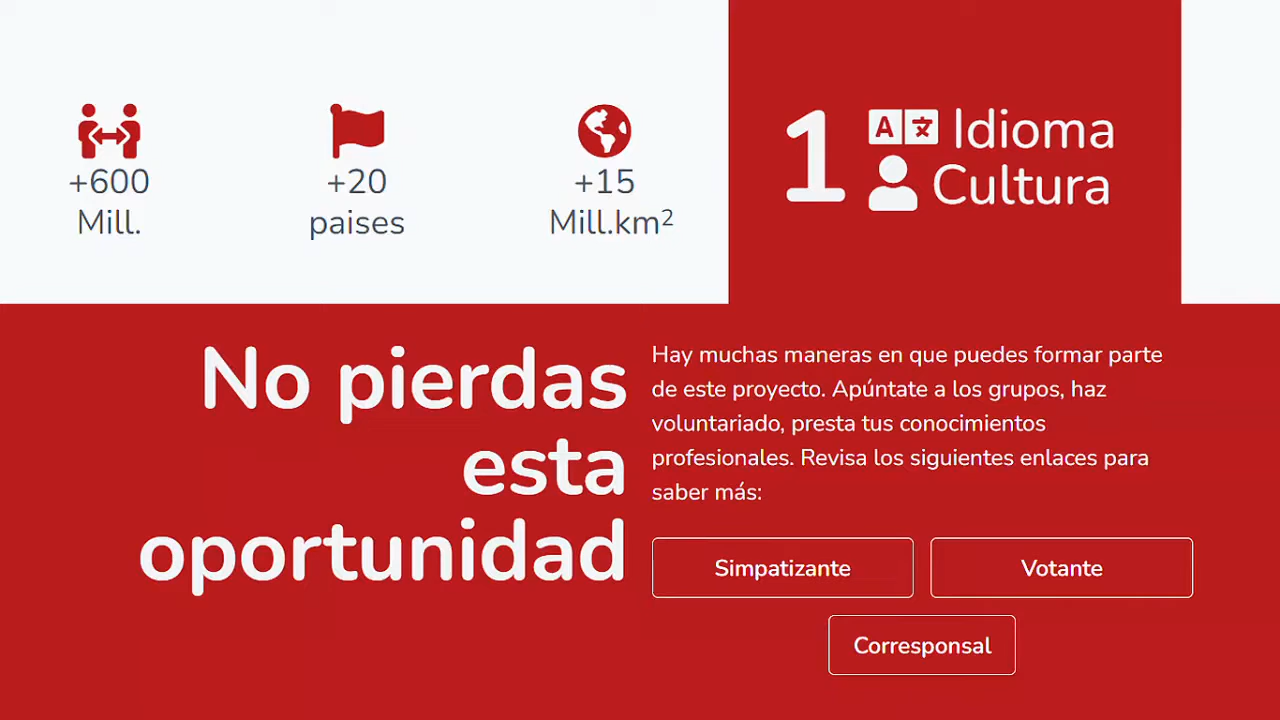 +600
Mill.
+20
paises
+15
Mill.km²
1
A文
Idioma
Cultura
No pierdas
esta
oportunidad
Hay muchas maneras en que puedes formar parte
de este proyecto. Apúntate a los grupos, haz
voluntariado, presta tus conocimientos
profesionales. Revisa los siguientes enlaces para
saber más:
Simpatizante
Votante
Corresponsal